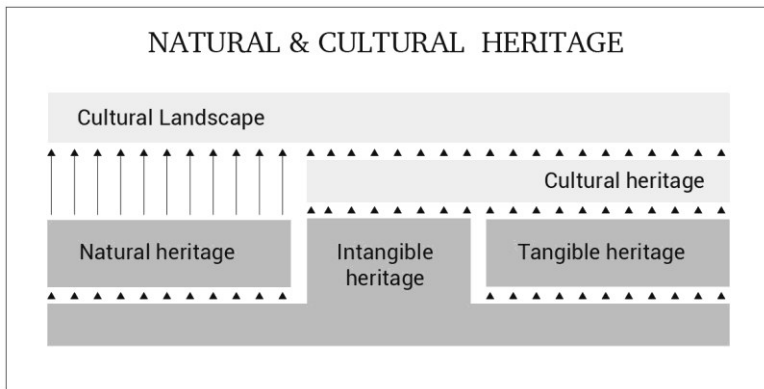 NATURAL & CULTURAL HERITAGE
Cultural Landscape
Cultural heritage
Natural heritage
Intangible
heritage
Tangible heritage